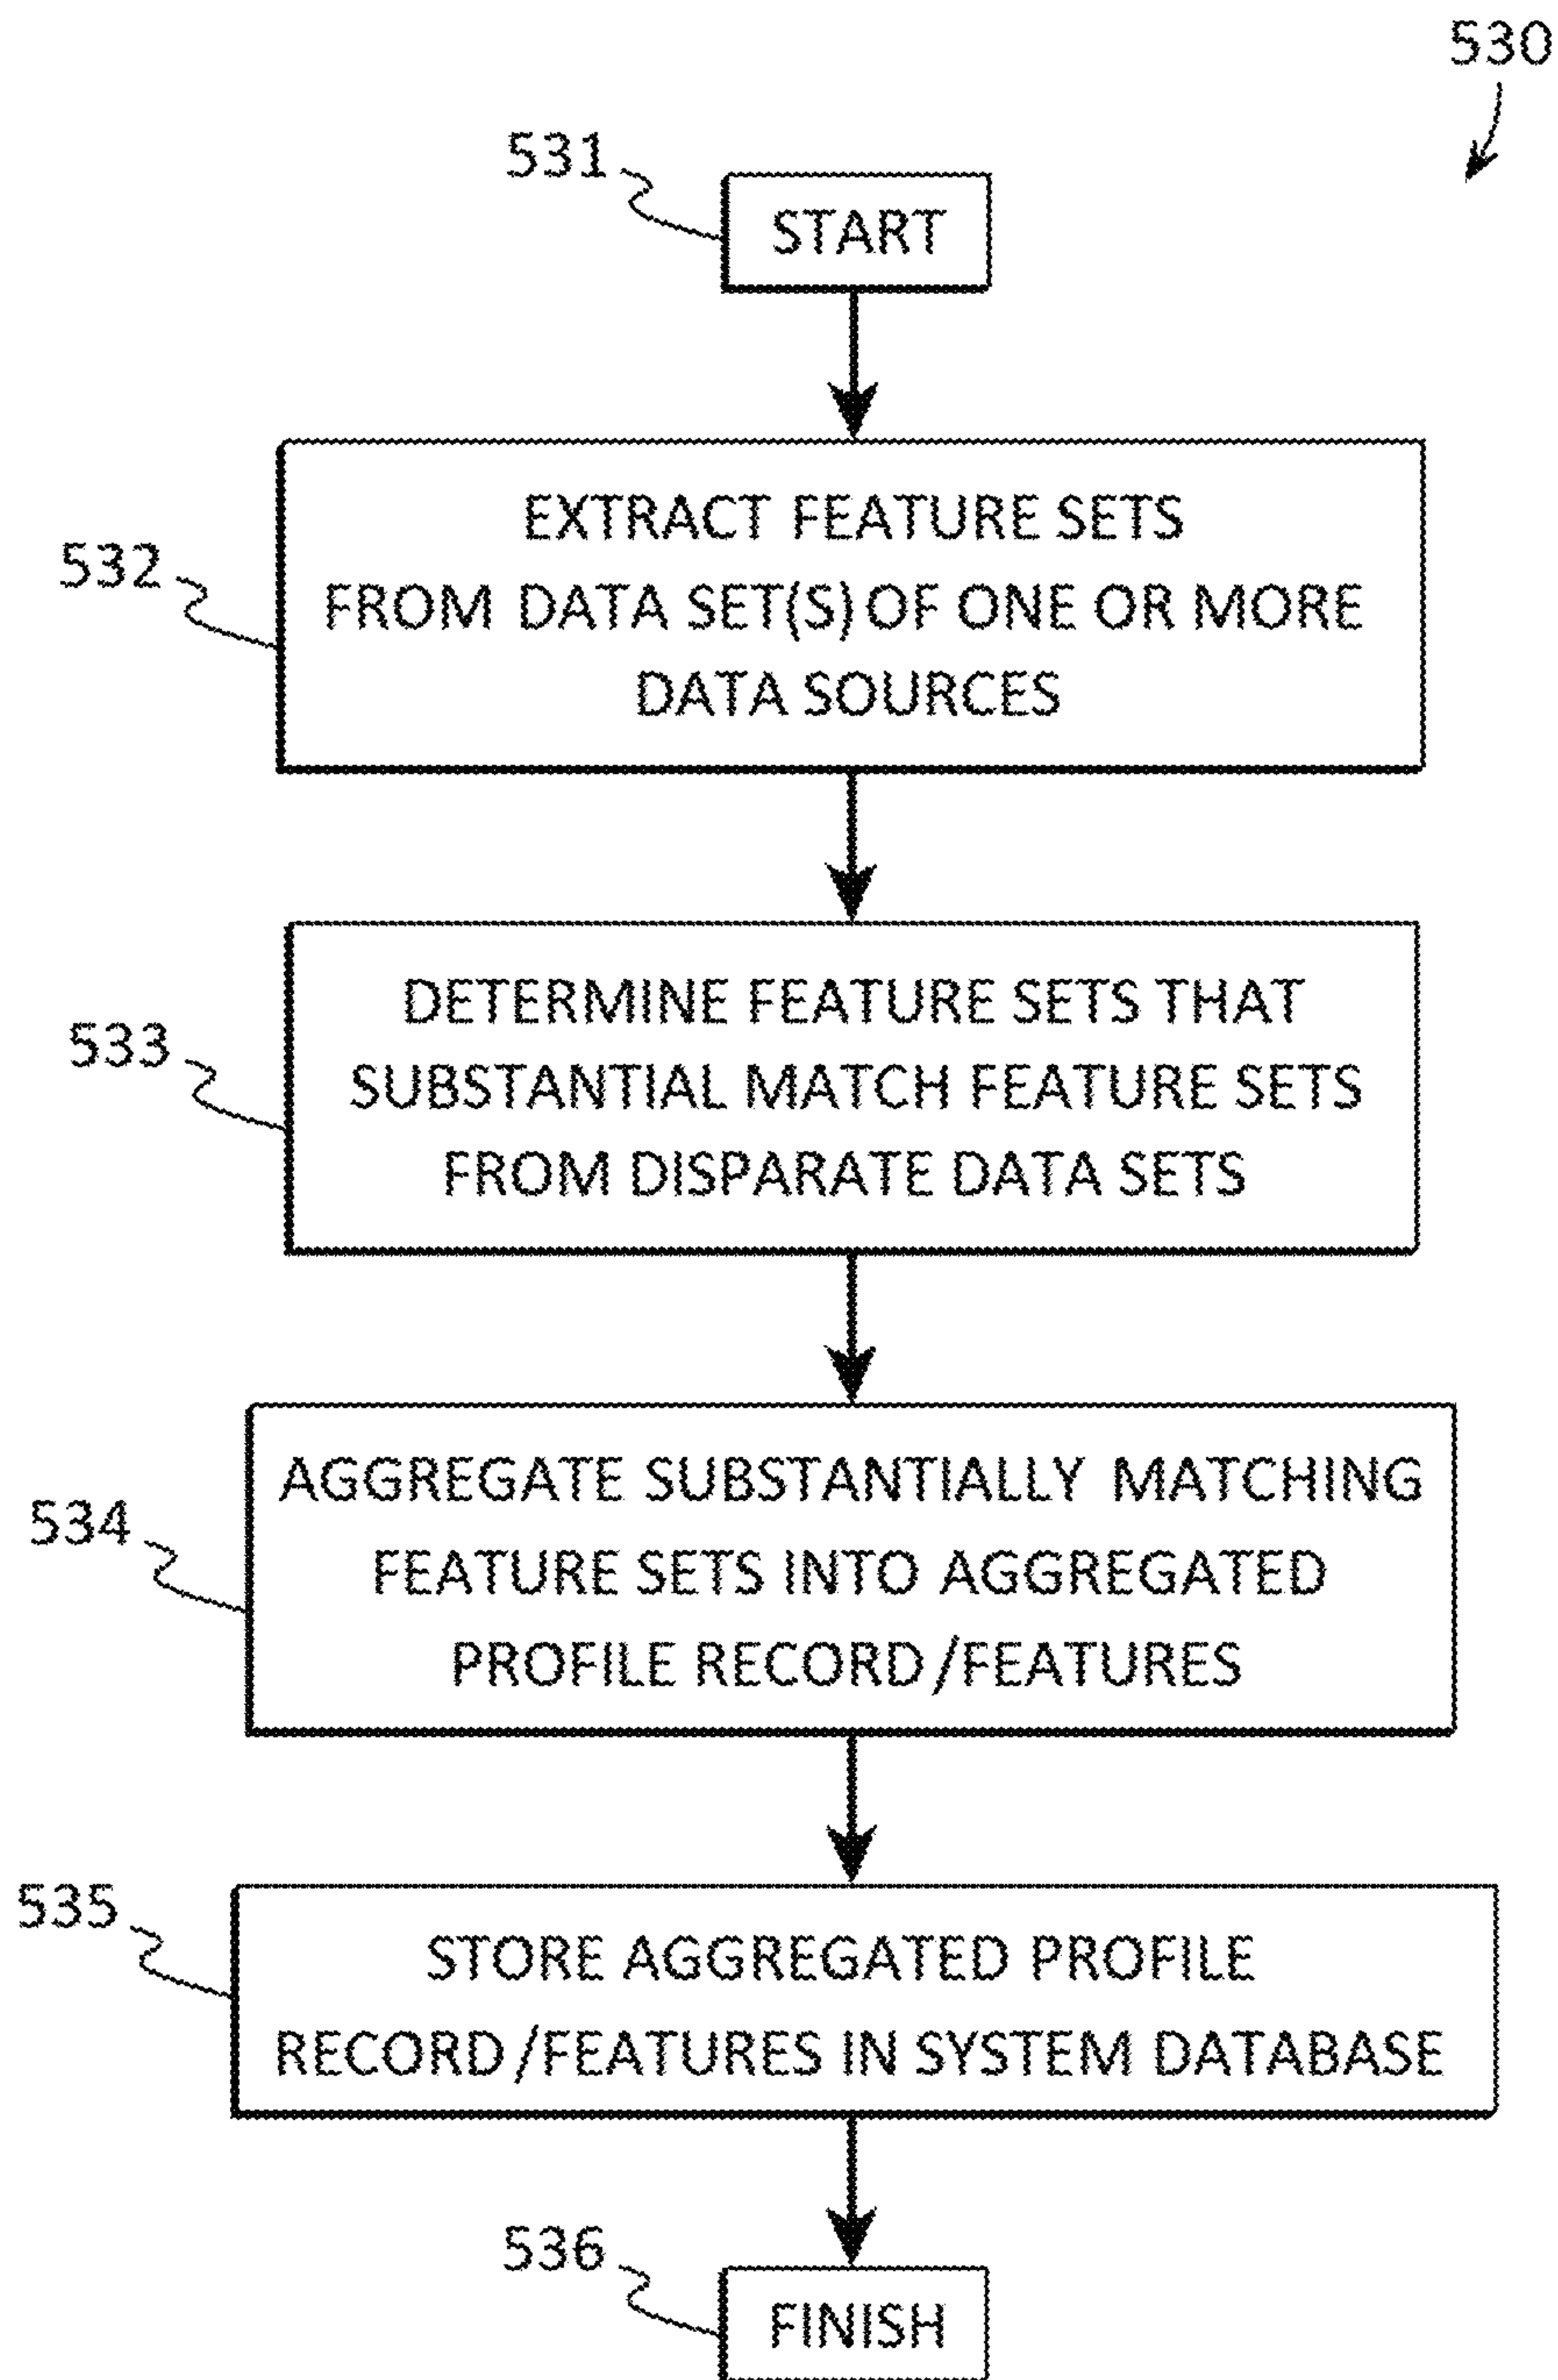 530
531
START
532
EXTRACT FEATURE SETS
FROM DATA SET(S) OF ONE OR MORE
DATA SOURCES
533
DETERMINE FEATURE SETS THAT
SUBSTANTIAL MATCH FEATURE SETS
FROM DISPARATE DATA SETS
534
AGGREGATE SUBSTANTIALLY MATCHING
FEATURE SETS INTO AGGREGATED
PROFILE RECORD/FEATURES
535
STORE AGGREGATED PROFILE
RECORD/FEATURES IN SYSTEM DATABASE
536
FINISH